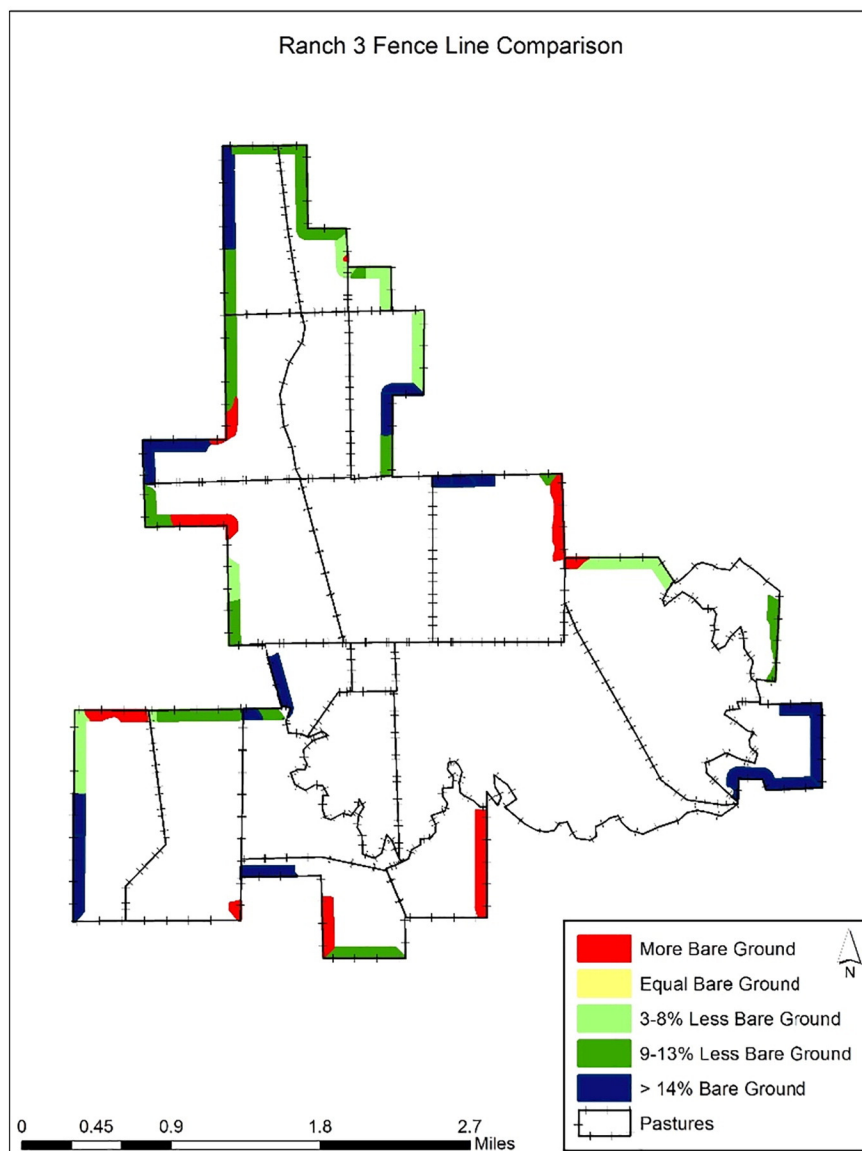 Ranch 3 Fence Line Comparison
More Bare Ground
Equal Bare Ground
3-8% Less Bare Ground
9-13% Less Bare Ground
> 14% Bare Ground
Pastures
N
0 0.45 0.9 1.8 2.7
Miles